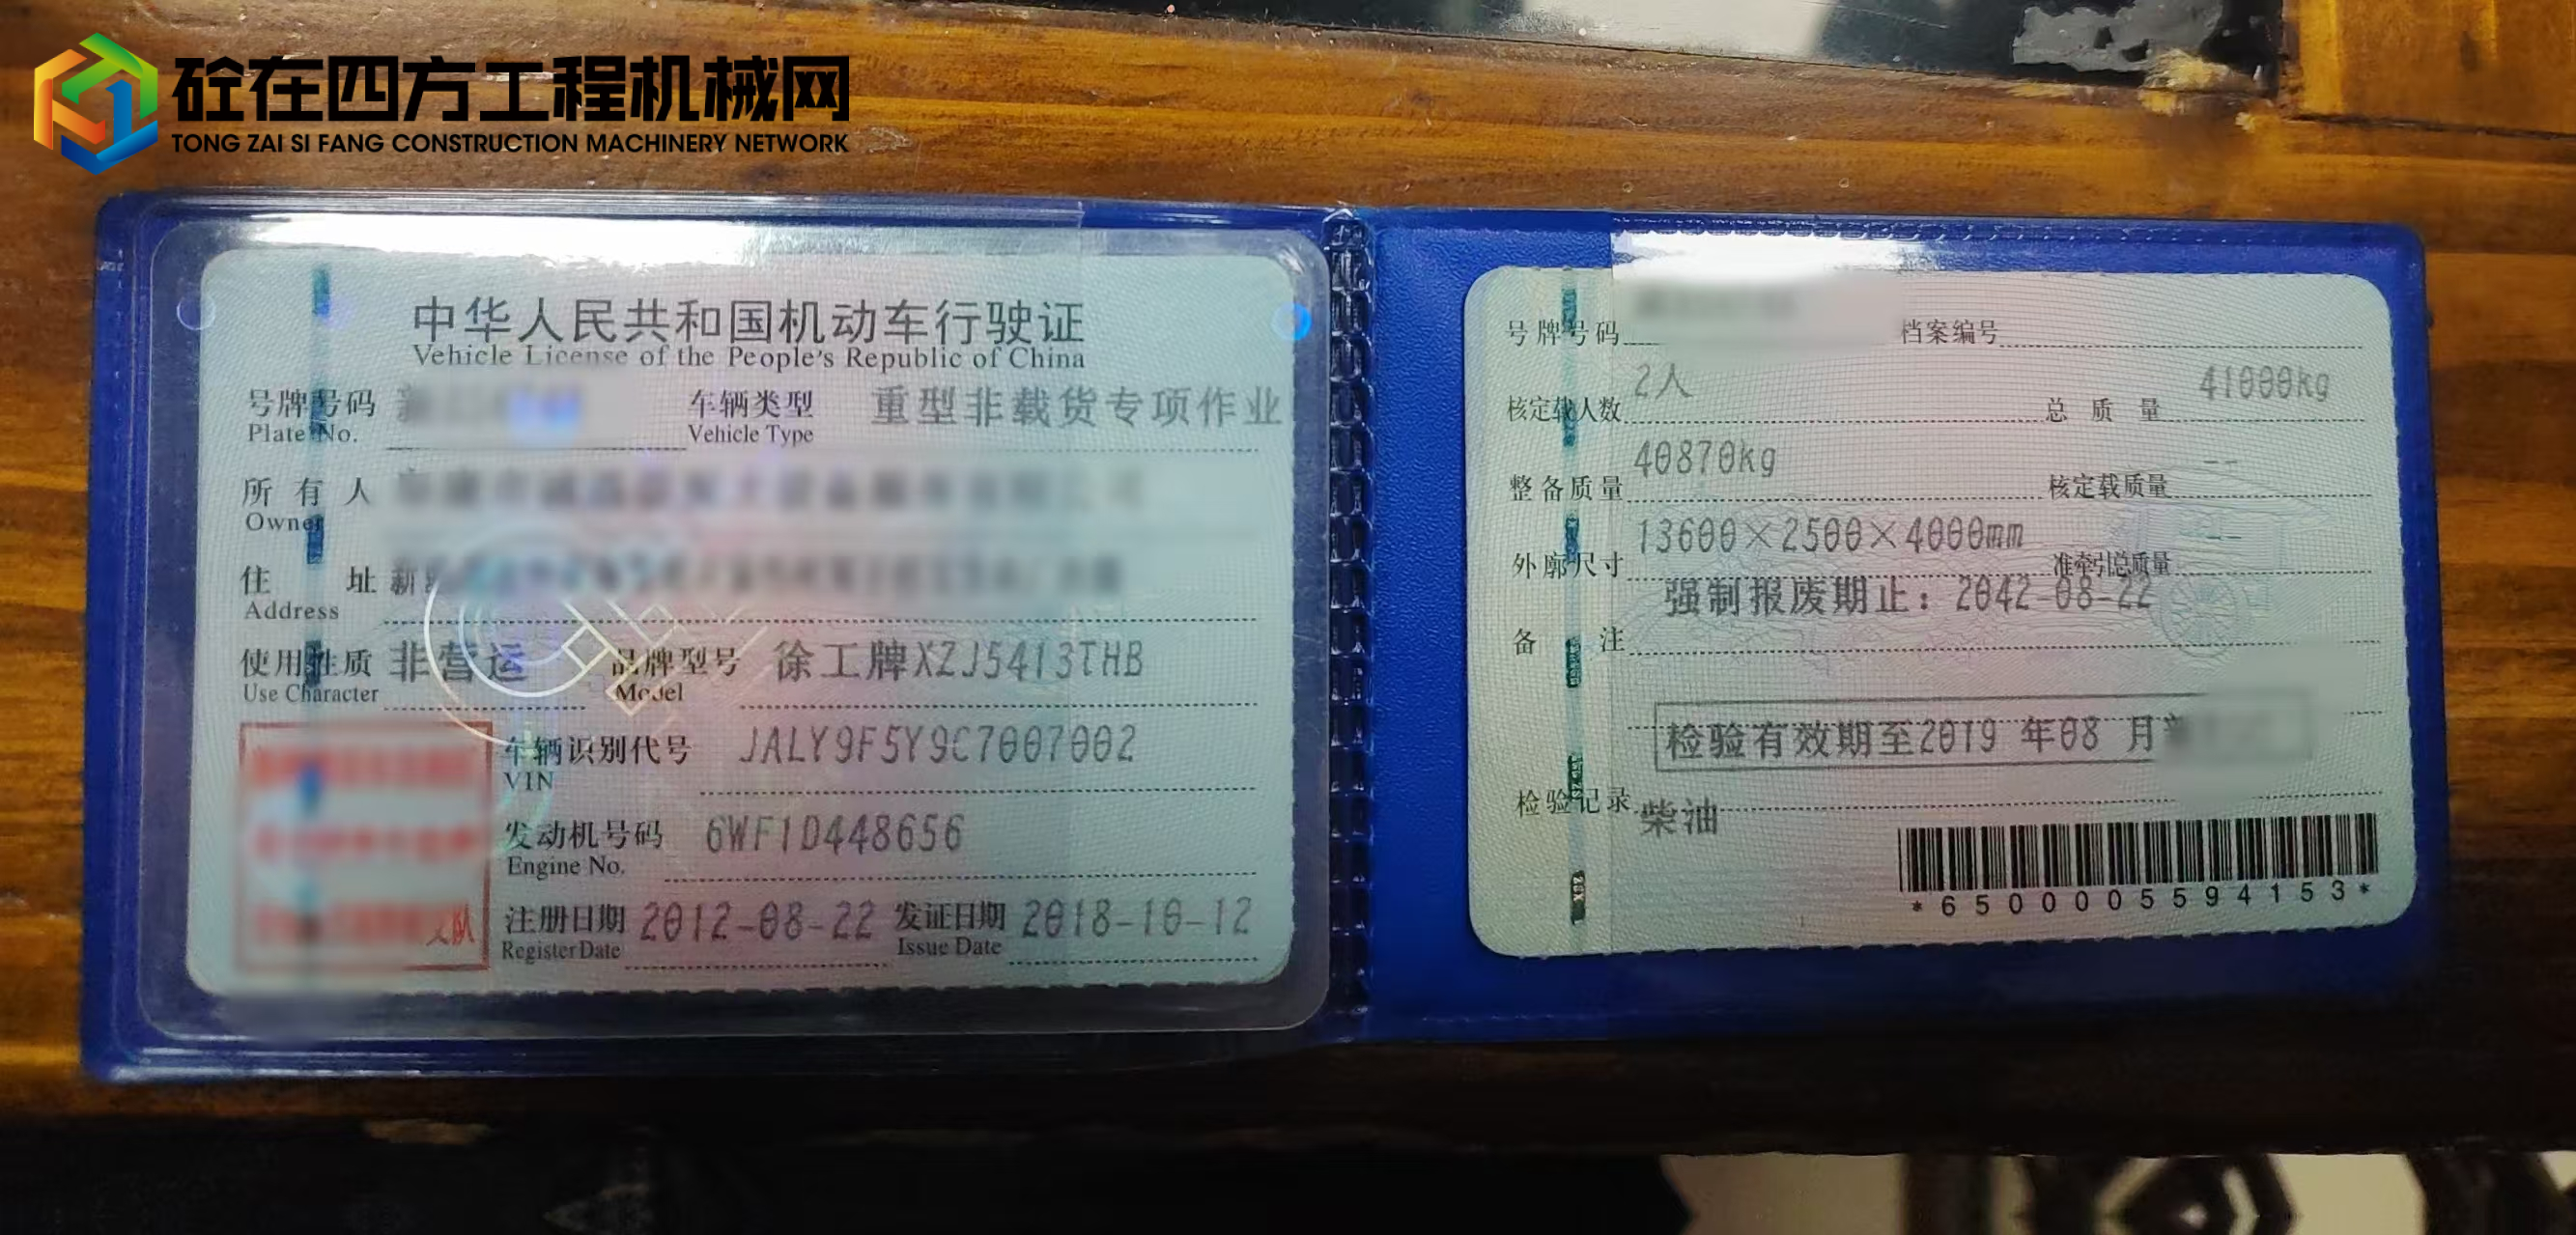 砼在四方工程机械网
TONG ZAI SI FANG CONSTRUCTION MACHINERY NETWORK
中华人民共和国机动车行驶证
Vehicle License of the People's Republic of China
号牌号码 车辆类型 重型非载货专项作业
Plate No. Vehicle Type
所有人
Owner
住址 新
Address
使用性质 非营运 品牌型号 徐工牌XZJ5413THB
Use Character Model
车辆识别代号 JALY9F5Y9C7007002
VIN
发动机号码 6WF1D448656
Engine No.
注册日期 2012-08-22 发证日期 2018-10-12
Register Date Issue Date
队
号牌号码 档案编号
核定载人数 2人 总质量 41000kg
整备质量 40870kg 核定载质量 --
外廓尺寸 13600×2500×4000mm 准牵引总质量 --
备注 强制报废期止：2042-08-22
检验有效期至2019 年08 月
检验记录 柴油
*6500005594153*